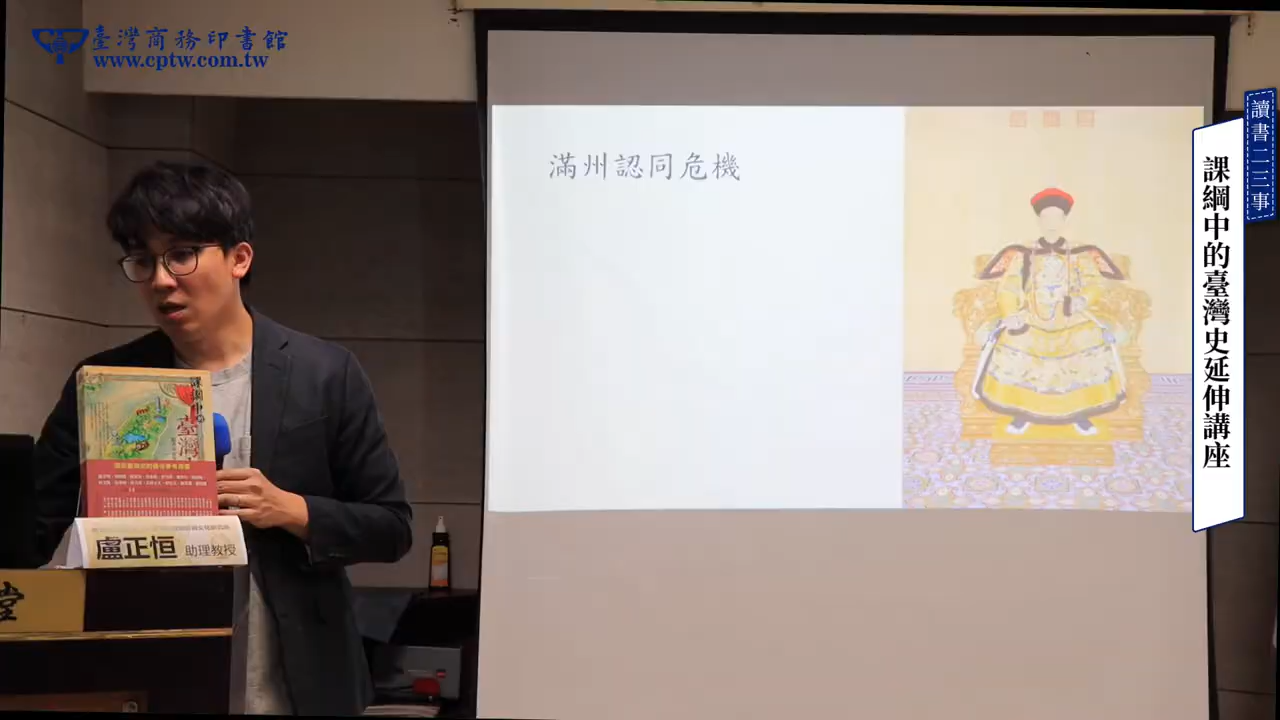 臺灣商務印書館
www.cptw.com.tw
滿州認同危機
讀書二三事
課綱中的臺灣史延伸講座
課綱中的
臺灣
盧正恒 助理教授
堂